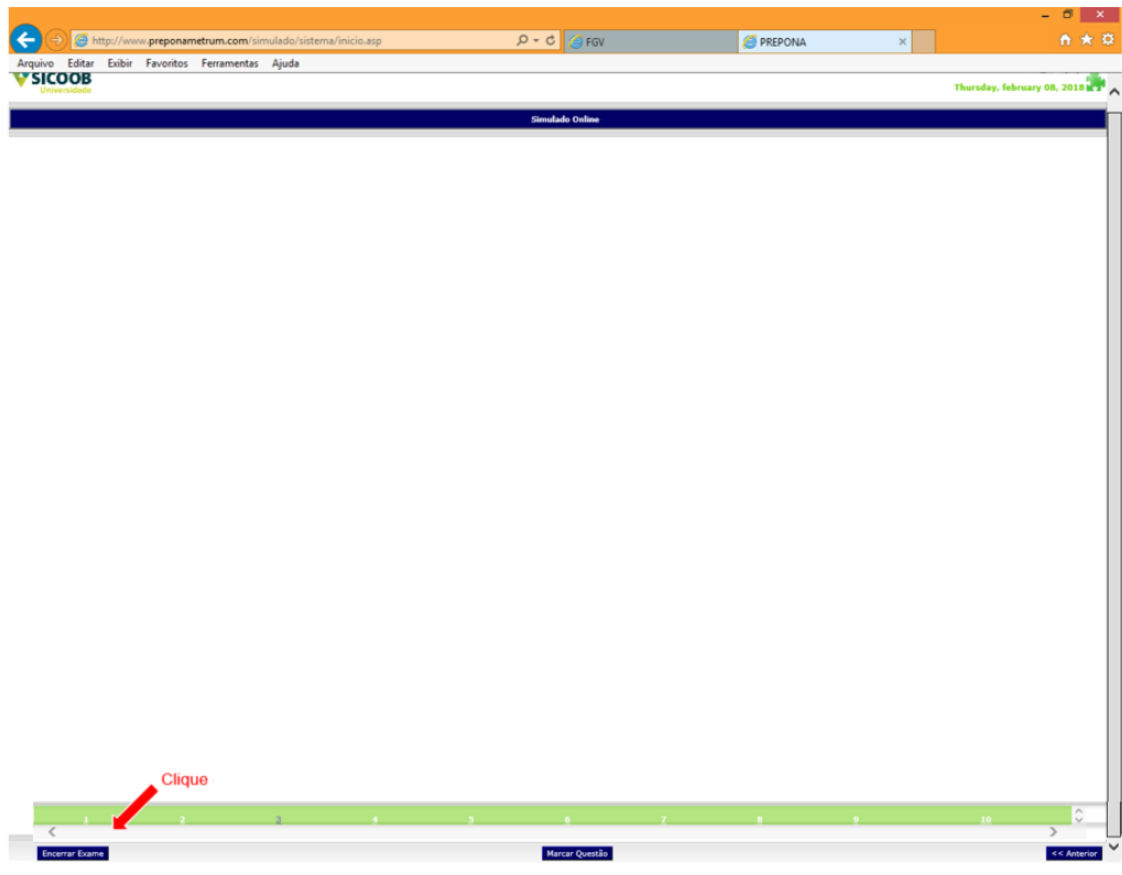 http://www.preponametrum.com/simulado/sistema/inicio.asp
FGV
PREPONA
Arquivo Editar Exibir Favoritos Ferramentas Ajuda
SICOOB
Universidade
Thursday, february 08, 2018
Simulado Online
Clique
1 2 3 4 5 6 7 8 9 10
Encerrar Exame
Marcar Questão
<< Anterior